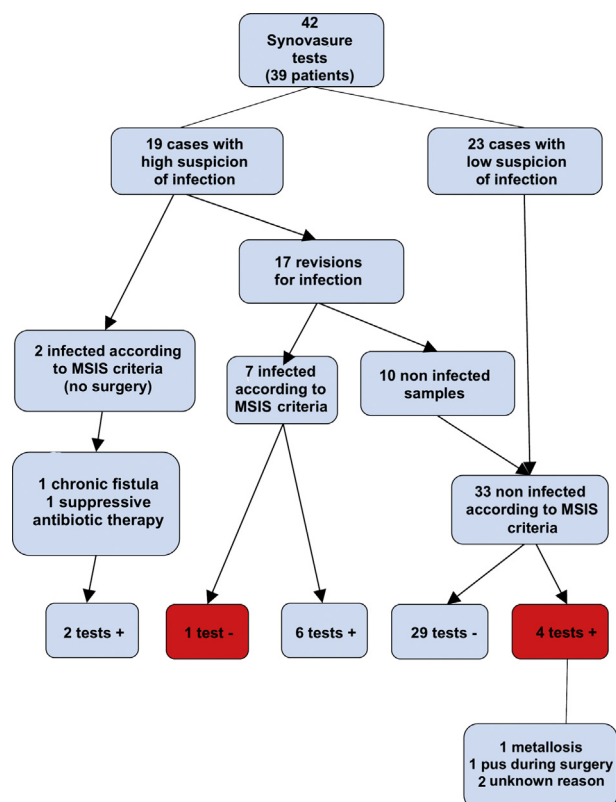 42
Synovasure
tests
(39 patients)
19 cases with
high suspicion
of infection
23 cases with
low suspicion
of infection
17 revisions
for infection
2 infected according
to MSIS criteria
(no surgery)
7 infected
according to
MSIS criteria
10 non infected
samples
1 chronic fistula
1 suppressive
antibiotic therapy
33 non infected
according to MSIS
criteria
2 tests +
1 test -
6 tests +
29 tests -
4 tests +
1 metallosis
1 pus during surgery
2 unknown reason